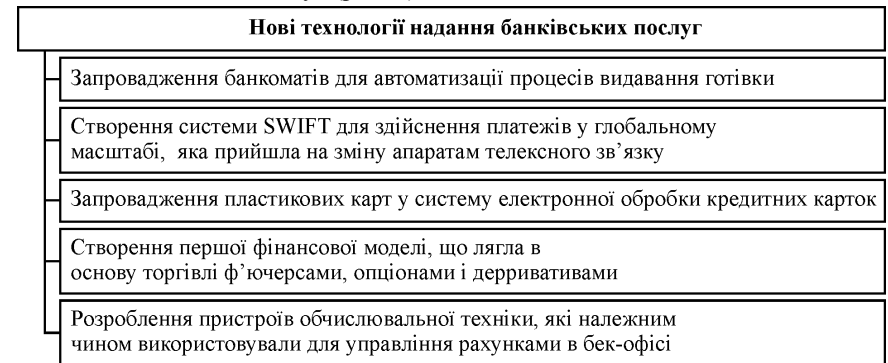 Нові технології надання банківських послуг
Запровадження банкоматів для автоматизації процесів видавання готівки
Створення системи SWIFT для здійснення платежів у глобальному
масштабі, яка прийшла на зміну апаратам телексного зв’язку
Запровадження пластикових карт у систему електронної обробки кредитних карток
Створення першої фінансової моделі, що лягла в
основу торгівлі ф’ючерсами, опціонами і дерривативами
Розроблення пристроїв обчислювальної техніки, які належним
чином використовували для управління рахунками в бек-офісі